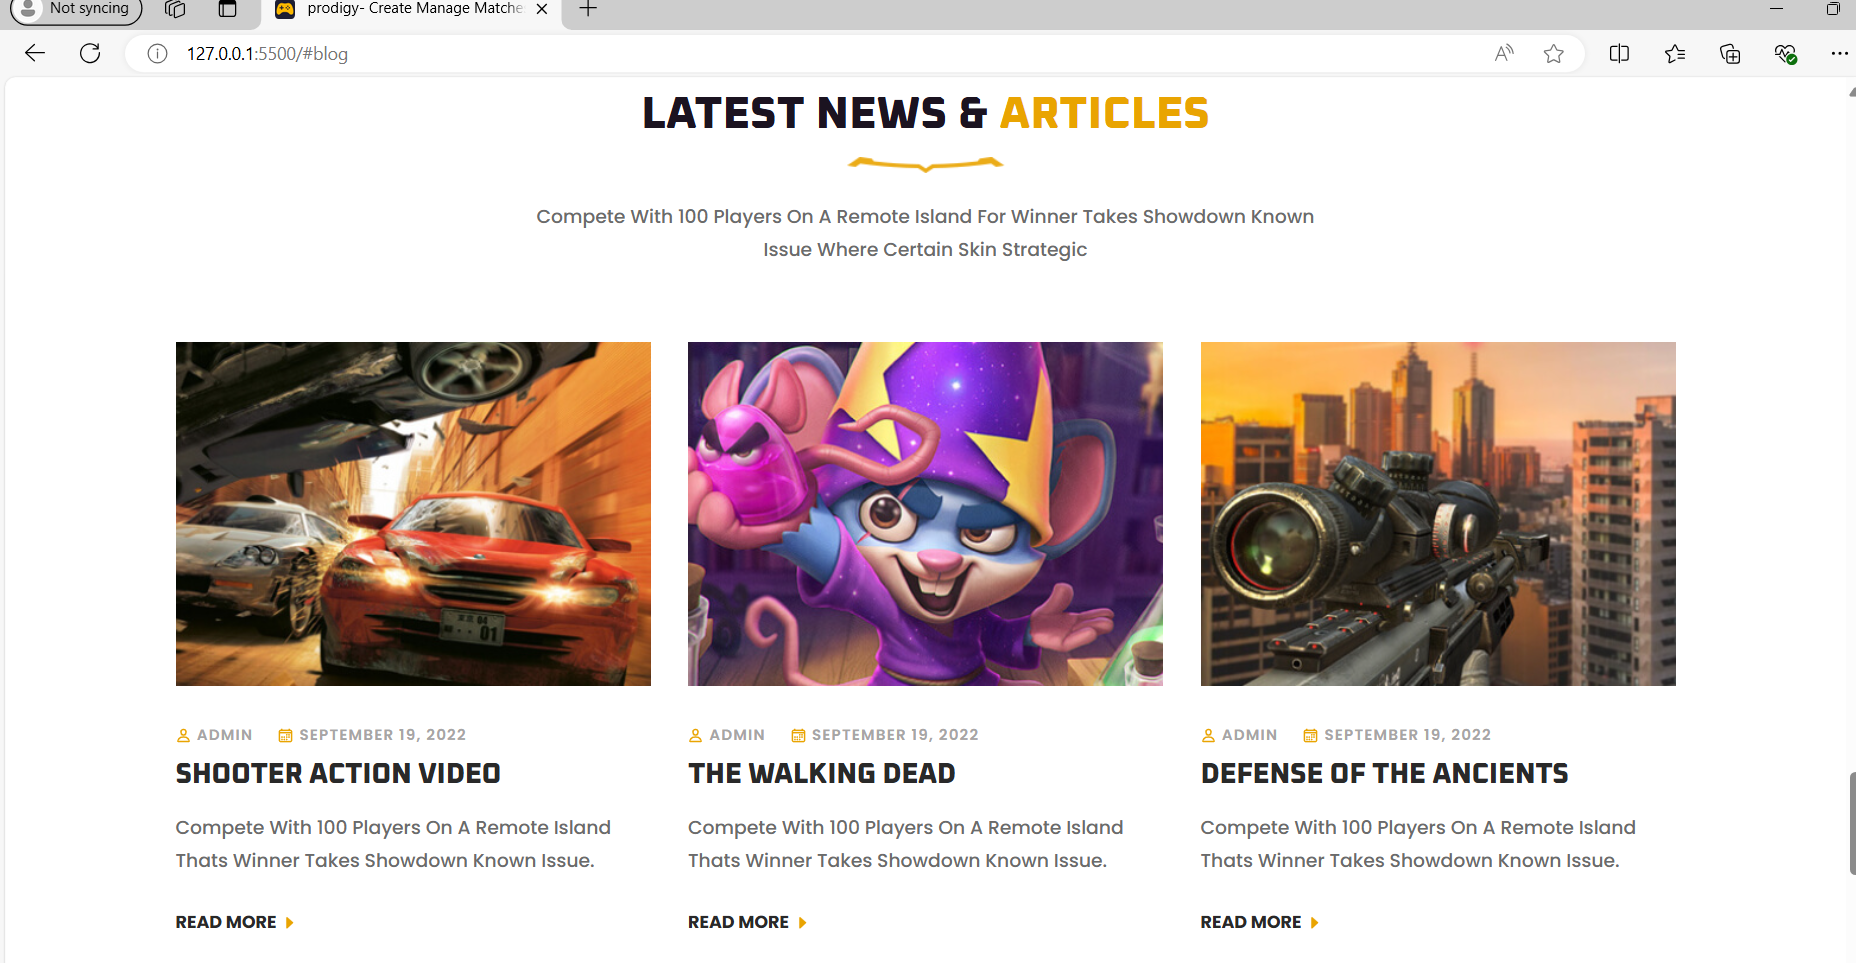 Not syncing
prodigy- Create Manage Matche
127.0.0.1:5500/#blog
LATEST NEWS & ARTICLES
Compete With 100 Players On A Remote Island For Winner Takes Showdown Known
Issue Where Certain Skin Strategic
01
ADMIN SEPTEMBER 19, 2022
SHOOTER ACTION VIDEO
Compete With 100 Players On A Remote Island
Thats Winner Takes Showdown Known Issue.
READ MORE
ADMIN SEPTEMBER 19, 2022
THE WALKING DEAD
Compete With 100 Players On A Remote Island
Thats Winner Takes Showdown Known Issue.
READ MORE
ADMIN SEPTEMBER 19, 2022
DEFENSE OF THE ANCIENTS
Compete With 100 Players On A Remote Island
Thats Winner Takes Showdown Known Issue.
READ MORE